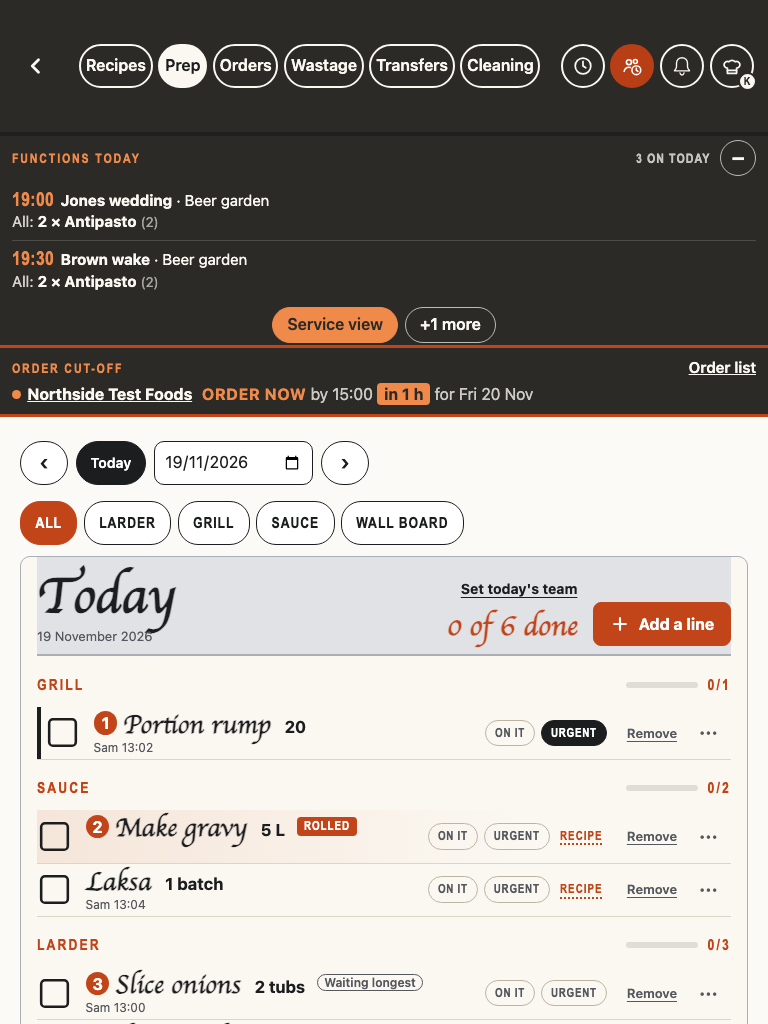 Recipes Prep Orders Wastage Transfers Cleaning
K
FUNCTIONS TODAY 3 ON TODAY
19:00 Jones wedding · Beer garden
All: 2 × Antipasto (2)
19:30 Brown wake · Beer garden
All: 2 × Antipasto (2)
Service view +1 more
ORDER CUT-OFF Order list
Northside Test Foods ORDER NOW by 15:00 in 1 h for Fri 20 Nov
‹ Today 19/11/2026 ›
ALL LARDER GRILL SAUCE WALL BOARD
Today Set today's team
19 November 2026 0 of 6 done + Add a line
GRILL 0/1
1 Portion rump 20 ON IT URGENT Remove ···
Sam 13:02
SAUCE 0/2
2 Make gravy 5 L ROLLED ON IT URGENT RECIPE Remove ···
Laksa 1 batch ON IT URGENT RECIPE Remove ···
Sam 13:04
LARDER 0/3
3 Slice onions 2 tubs Waiting longest ON IT URGENT Remove ···
Sam 13:00